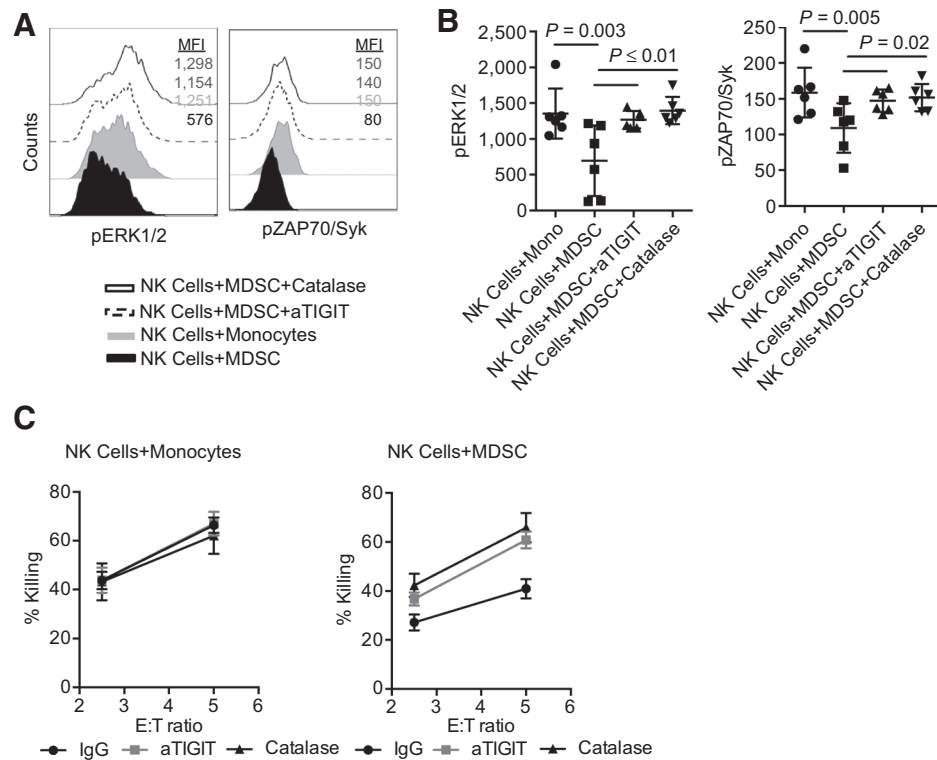 A
MFI
1,298
1,154
1,251
576
MFI
150
140
150
80
Counts
pERK1/2
pZAP70/Syk
NK Cells+MDSC+Catalase
NK Cells+MDSC+aTIGIT
NK Cells+Monocytes
NK Cells+MDSC
B
P = 0.003
P ≤ 0.01
2,500
2,000
1,500
1,000
500
0
pERK1/2
NK Cells+Mono
NK Cells+MDSC
NK Cells+MDSC+aTIGIT
NK Cells+MDSC+Catalase
P = 0.005
P = 0.02
250
200
150
100
50
0
pZAP70/Syk
NK Cells+Mono
NK Cells+MDSC
NK Cells+MDSC+aTIGIT
NK Cells+MDSC+Catalase
C
NK Cells+Monocytes
80
60
40
20
0
% Killing
2 3 4 5 6
E:T ratio
IgG aTIGIT Catalase
NK Cells+MDSC
80
60
40
20
0
% Killing
2 3 4 5 6
E:T ratio
IgG aTIGIT Catalase